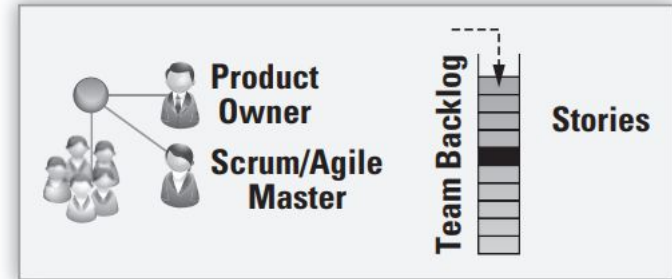 Product
Owner
Scrum/Agile
Master
Team Backlog
Stories